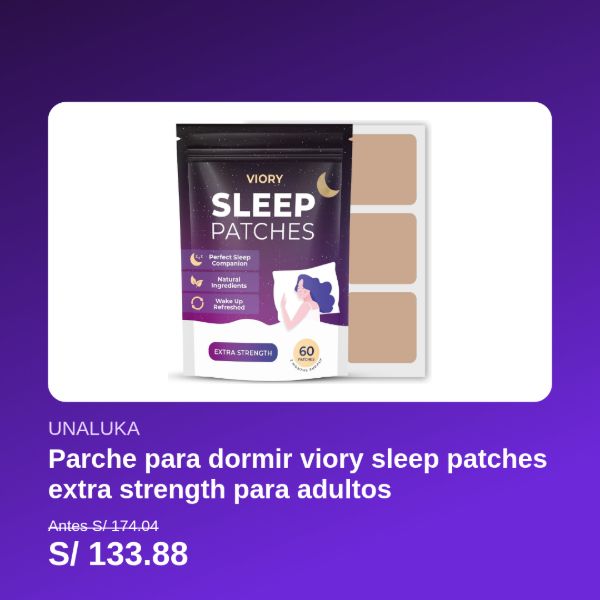 VIORY
SLEEP
PATCHES
Perfect Sleep
Companion
Natural
Ingredients
Wake Up
Refreshed
EXTRA STRENGTH
60
PATCHES
UNALUKA
Parche para dormir viory sleep patches
extra strength para adultos
Antes S/ 174.04
S/ 133.88